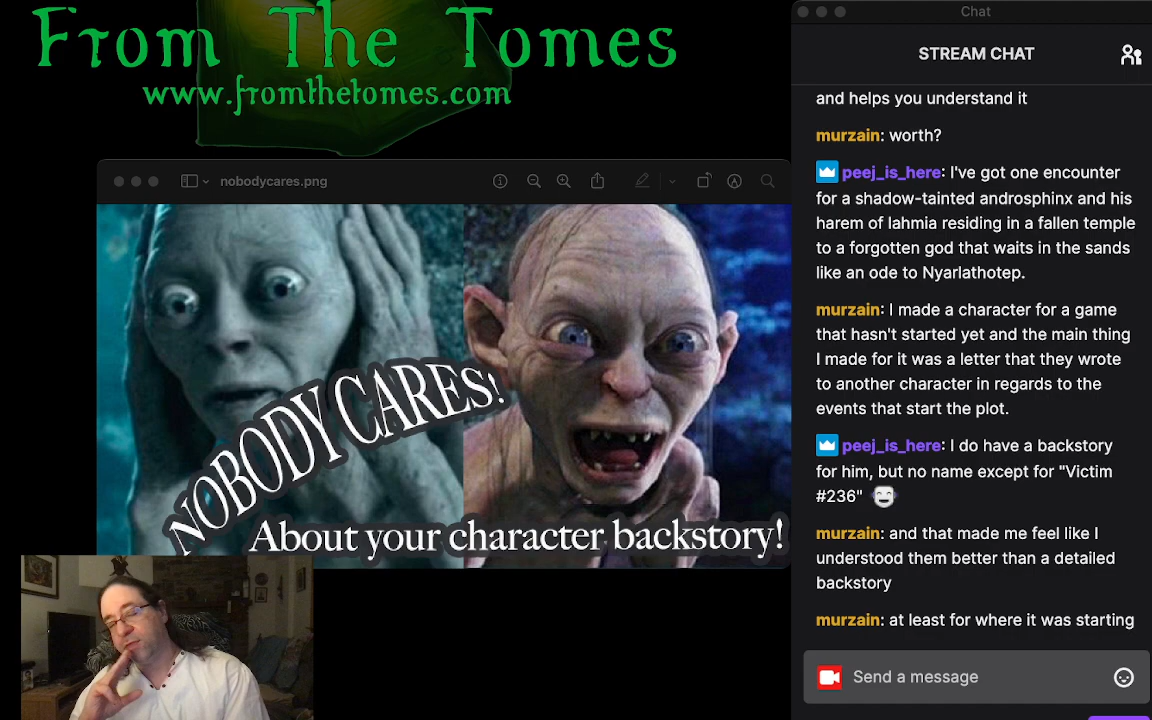 From The Tomes
www.fromthetomes.com
nobodycares.png
NOBODY CARES!
About your character backstory!
Chat
STREAM CHAT
and helps you understand it
murzain: worth?
peej_is_here: I've got one encounter
for a shadow-tainted androsphinx and his
harem of lahmia residing in a fallen temple
to a forgotten god that waits in the sands
like an ode to Nyarlathotep.
murzain: I made a character for a game
that hasn't started yet and the main thing
I made for it was a letter that they wrote
to another character in regards to the
events that start the plot.
peej_is_here: I do have a backstory
for him, but no name except for "Victim
#236"
murzain: and that made me feel like I
understood them better than a detailed
backstory
murzain: at least for where it was starting
Send a message